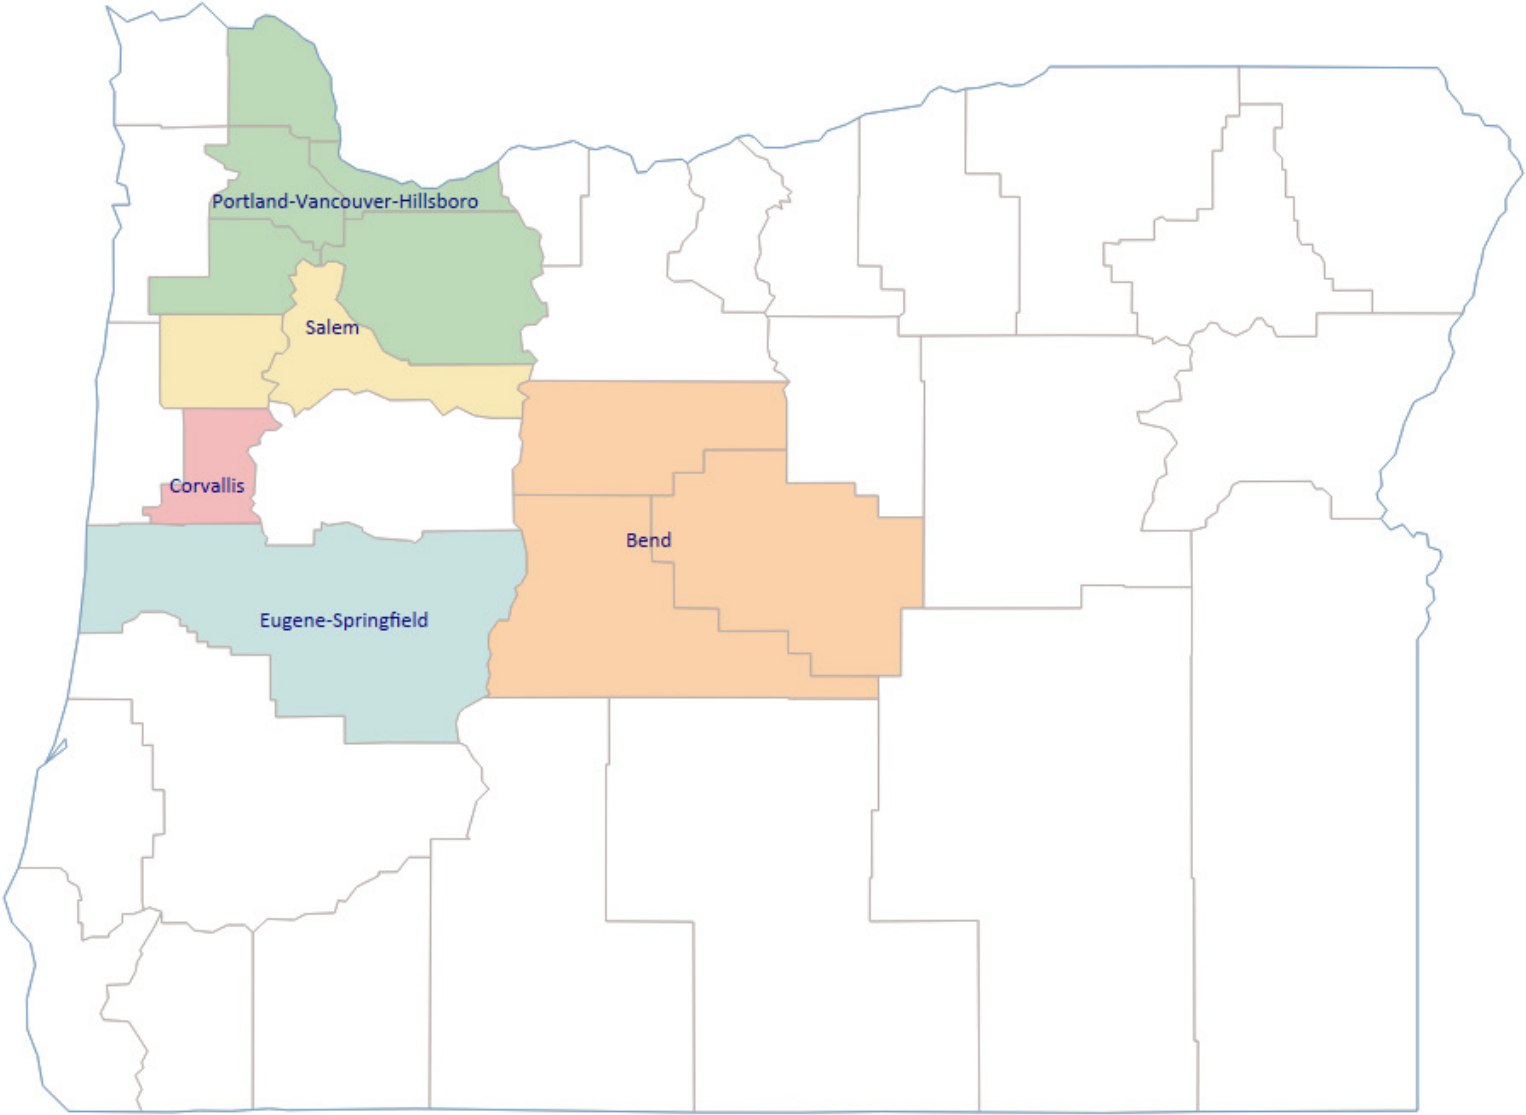 Portland-Vancouver-Hillsboro
Salem
Corvallis
Bend
Eugene-Springfield